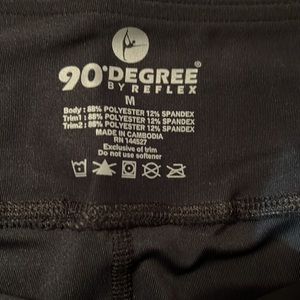 90°DEGREE®
BY REFLEX
M
Body : 88% POLYESTER 12% SPANDEX
Trim1 : 88% POLYESTER 12% SPANDEX
Trim2 : 88% POLYESTER 12% SPANDEX
MADE IN CAMBODIA
RN 144527
Exclusive of trim
Do not use softener